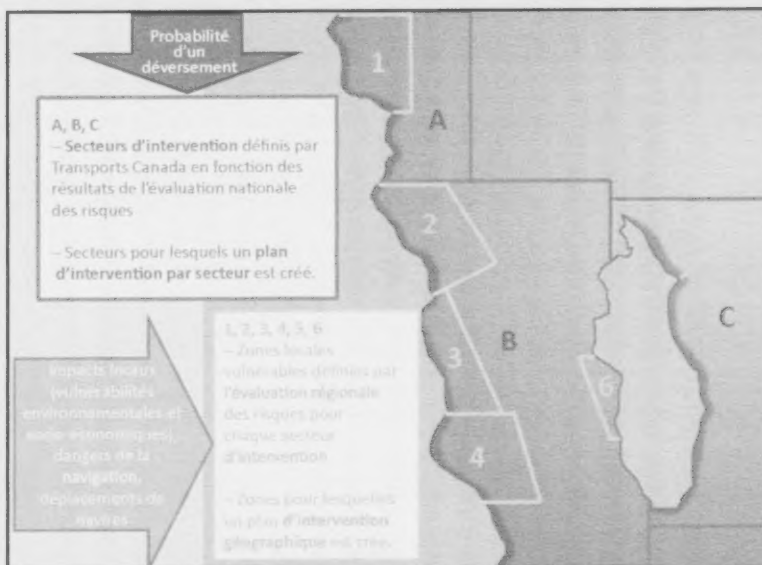 Probabilité
d'un
déversement
A, B, C
– Secteurs d'intervention définis par
Transports Canada en fonction des
résultats de l'évaluation nationale
des risques
– Secteurs pour lesquels un plan
d'intervention par secteur est créé.
Impacts locaux
(vulnérabilités
environnementales et
socio-économiques),
dangers de la
navigation,
déplacements de
navires
1, 2, 3, 4, 5, 6
– Zones locales
vulnérables définies par
l'évaluation régionale
des risques pour
chaque secteur
d'intervention
– Zones pour lesquelles
un plan d'intervention
géographique est créé.
1
A
2
B
3
4
6
C